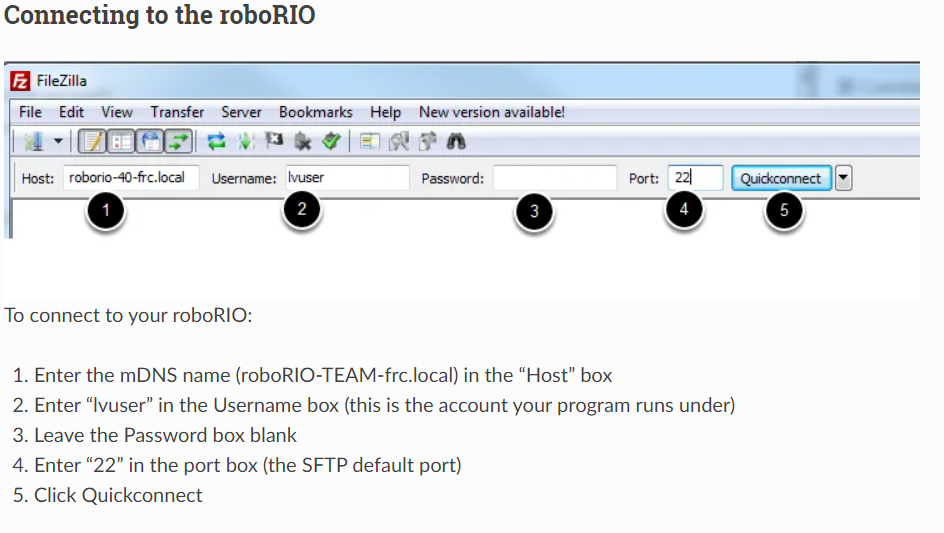 Connecting to the roboRIO
Fz FileZilla
File Edit View Transfer Server Bookmarks Help New version available!
Host: roborio-40-frc.local Username: lvuser Password: Port: 22 Quickconnect
1 2 3 4 5
To connect to your roboRIO:
1. Enter the mDNS name (roboRIO-TEAM-frc.local) in the “Host” box
2. Enter “lvuser” in the Username box (this is the account your program runs under)
3. Leave the Password box blank
4. Enter “22” in the port box (the SFTP default port)
5. Click Quickconnect